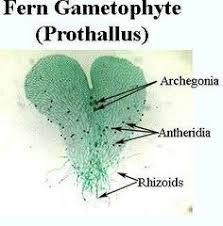 Fern Gametophyte
(Prothallus)
Archegonia
Antheridia
Rhizoids